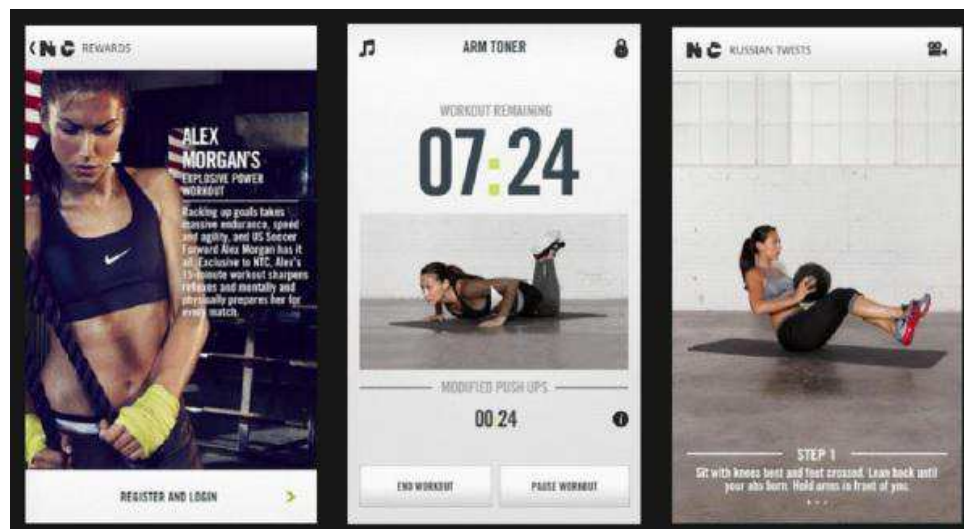 NTC REWARDS
ALEX
MORGAN'S
EXPLOSIVE POWER
WORKOUT
Racking up goals takes
massive endurance, speed
and agility, and US Soccer
Forward Alex Morgan has it
all. Exclusive to NTC, Alex's
15-minute workout sharpens
reflexes and mentally and
physically prepares her for
every match.
REGISTER AND LOGIN
ARM TONER
WORKOUT REMAINING
07:24
MODIFIED PUSH UPS
00:24
END WORKOUT
PAUSE WORKOUT
NTC RUSSIAN TWISTS
STEP 1
Sit with knees bent and feet crossed. Lean back until
your abs burn. Hold arms in front of you.